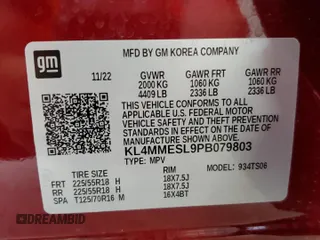 MFD BY GM KOREA COMPANY
gm
11/22 GVWR GAWR FRT GAWR RR
2000 KG 1060 KG 1060 KG
4409 LB 2336 LB 2336 LB
THIS VEHICLE CONFORMS TO ALL
APPLICABLE U.S. FEDERAL MOTOR
VEHICLE SAFETY, BUMPER, AND
THEFT PREVENTION STANDARDS
IN EFFECT ON THE DATE OF
MANUFACTURE SHOWN ABOVE.
KL4MMESL9PB079803
TYPE: MPV MODEL: 934TS06
TIRE SIZE RIM
FRT 225/55R18 H 18X7.5J
RR 225/55R18 H 18X7.5J
SPA T125/70R16 M 16X4BT
DREAMBID